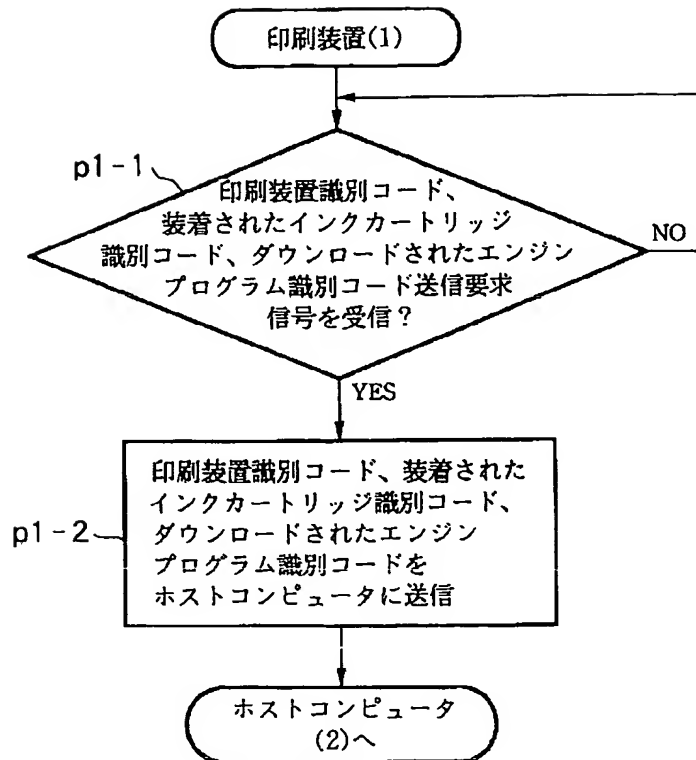 印刷装置(1)
p1-1
印刷装置識別コード、
装着されたインクカートリッジ
識別コード、ダウンロードされたエンジン
プログラム識別コード送信要求
信号を受信？
NO
YES
p1-2
印刷装置識別コード、装着された
インクカートリッジ識別コード、
ダウンロードされたエンジン
プログラム識別コードを
ホストコンピュータに送信
ホストコンピュータ
(2)へ